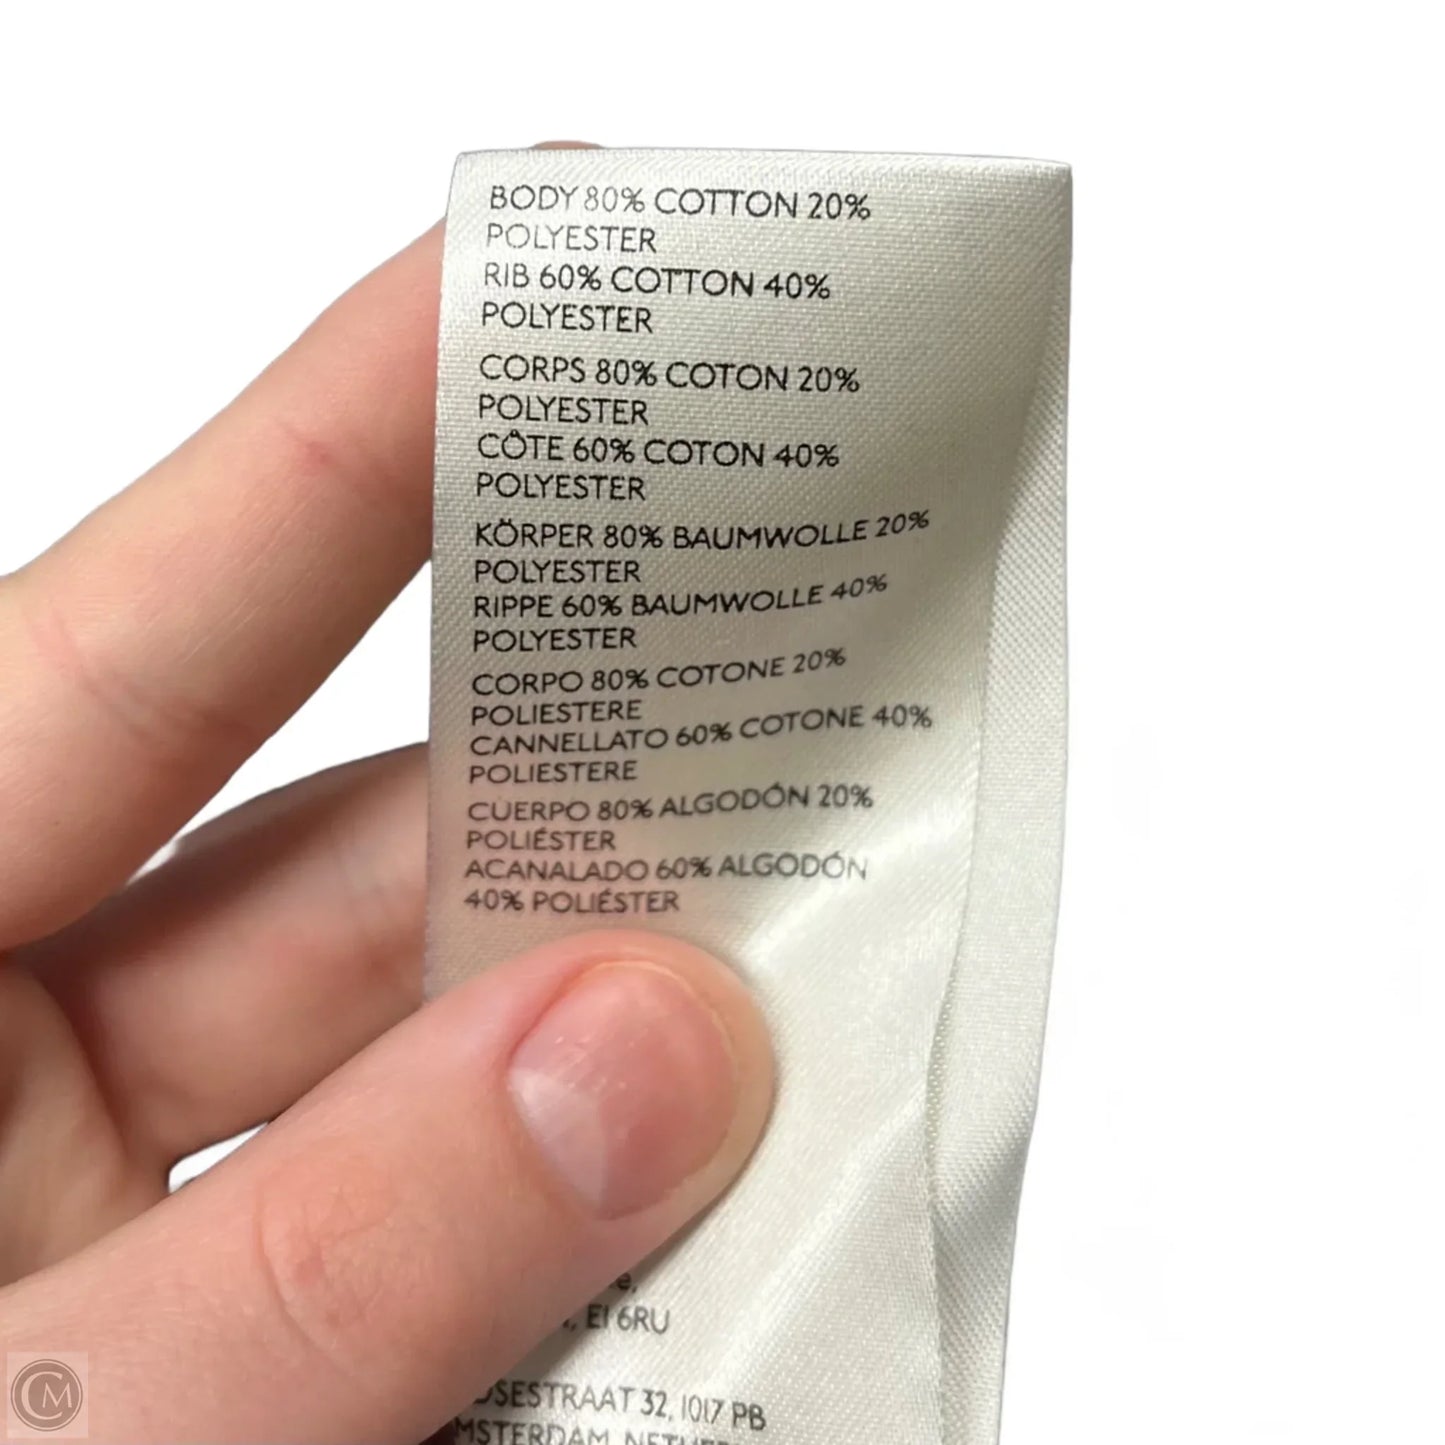 BODY 80% COTTON 20%
POLYESTER
RIB 60% COTTON 40%
POLYESTER
CORPS 80% COTON 20%
POLYESTER
CÔTE 60% COTON 40%
POLYESTER
KÖRPER 80% BAUMWOLLE 20%
POLYESTER
RIPPE 60% BAUMWOLLE 40%
POLYESTER
CORPO 80% COTONE 20%
POLIESTERE
CANNELLATO 60% COTONE 40%
POLIESTERE
CUERPO 80% ALGODÓN 20%
POLIÉSTER
ACANALADO 60% ALGODÓN
40% POLIÉSTER
E1 6RU
32, 1017 PB
CM